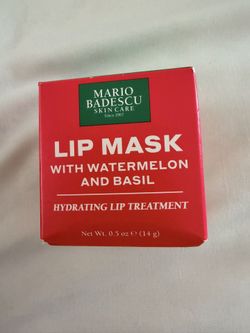 MARIO
BADESCU
SKIN CARE
Since 1967
LIP MASK
WITH WATERMELON
AND BASIL
HYDRATING LIP TREATMENT
Net Wt. 0.5 oz ℮ (14 g)